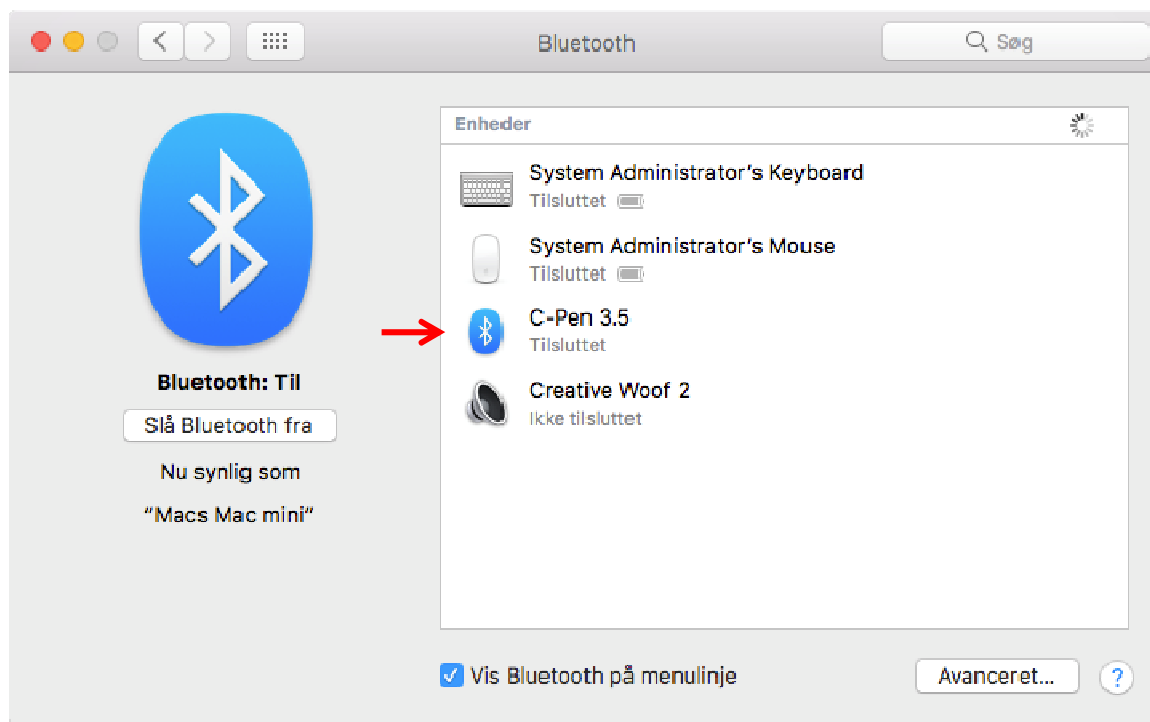 Bluetooth
Søg
Enheder
System Administrator's Keyboard
Tilsluttet
System Administrator's Mouse
Tilsluttet
C-Pen 3.5
Tilsluttet
Creative Woof 2
Ikke tilsluttet
Bluetooth: Til
Slå Bluetooth fra
Nu synlig som
“Macs Mac mini”
Vis Bluetooth på menulinje
Avanceret...
?